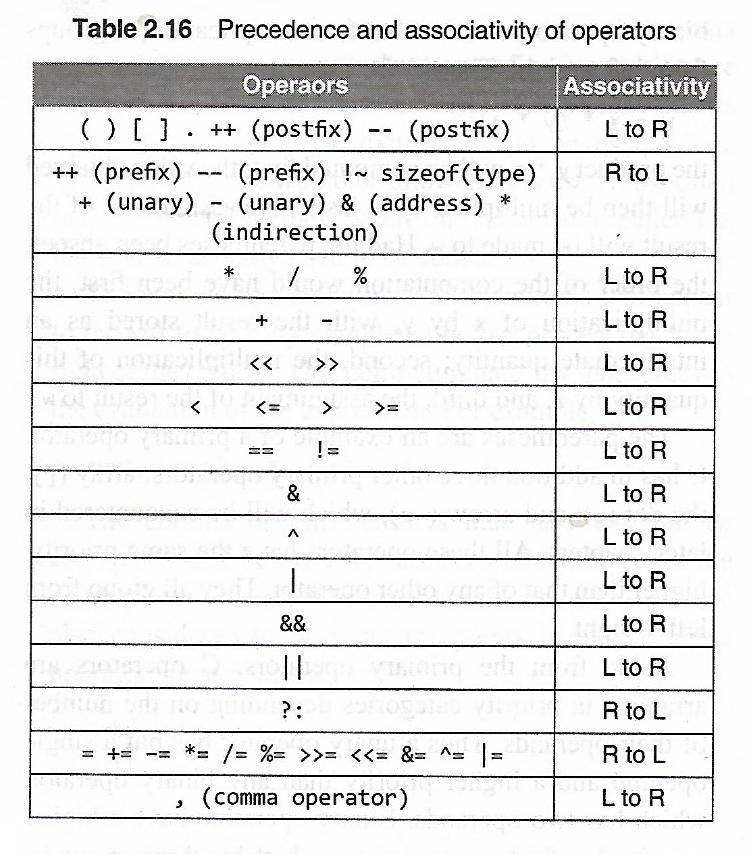 Table 2.16 Precedence and associativity of operators
Operaors Associativity
( ) [ ] . ++ (postfix) -- (postfix) L to R
++ (prefix) -- (prefix) !~ sizeof(type) R to L
+ (unary) - (unary) & (address) *
(indirection)
* / % L to R
+ - L to R
<< >> L to R
< <= > >= L to R
== != L to R
& L to R
^ L to R
| L to R
&& L to R
|| L to R
?: R to L
= += -= *= /= %= >>= <<= &= ^= |= R to L
, (comma operator) L to R